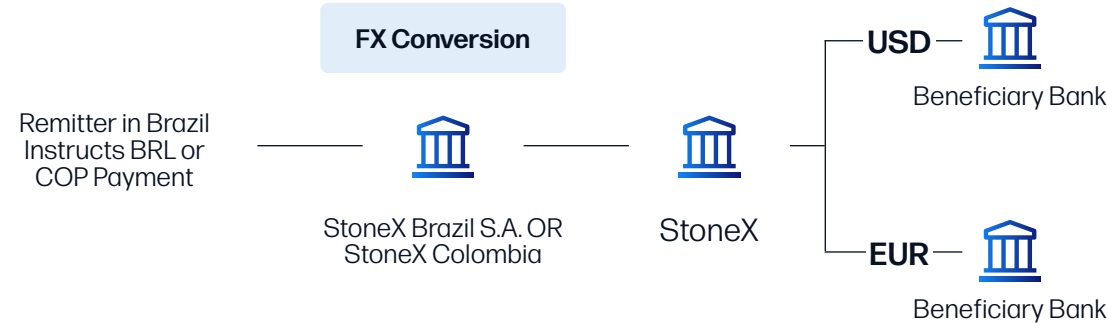 FX Conversion
Remitter in Brazil
Instructs BRL or
COP Payment
StoneX Brazil S.A. OR
StoneX Colombia
StoneX
USD
Beneficiary Bank
EUR
Beneficiary Bank